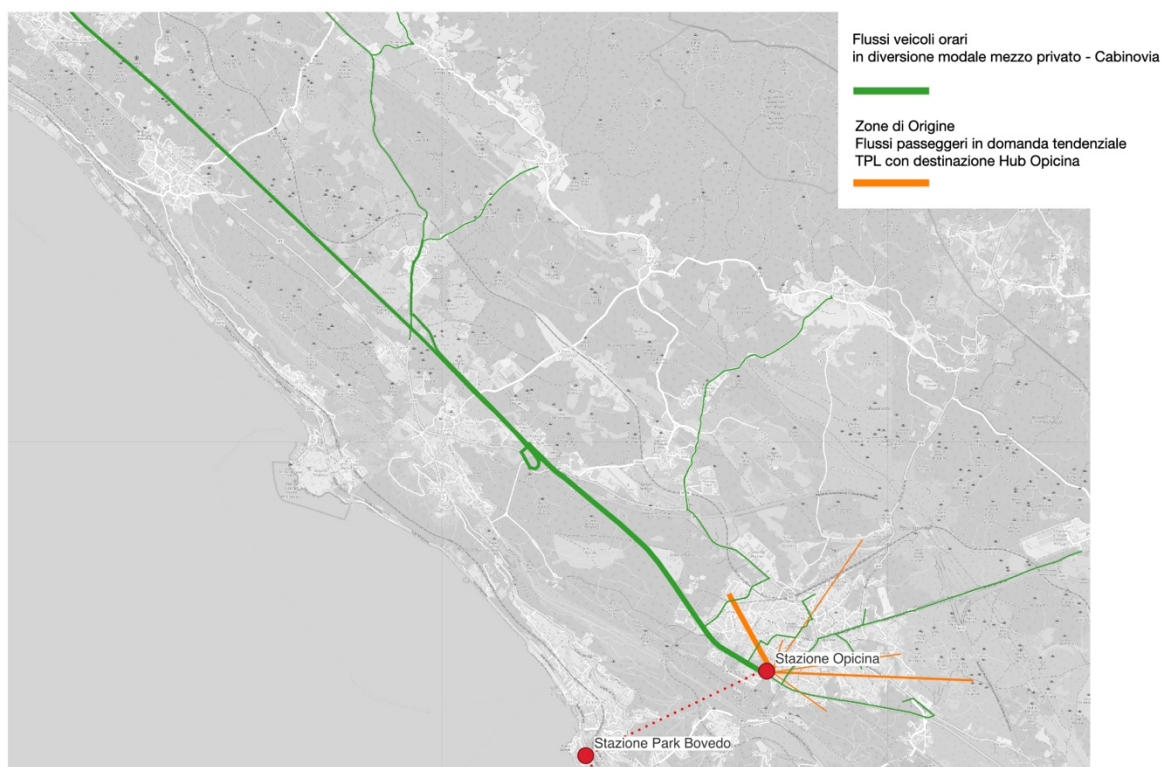 Flussi veicoli orari
in diversione modale mezzo privato - Cabinovia
Zone di Origine
Flussi passeggeri in domanda tendenziale
TPL con destinazione Hub Opicina
Stazione Opicina
Stazione Park Bovedo